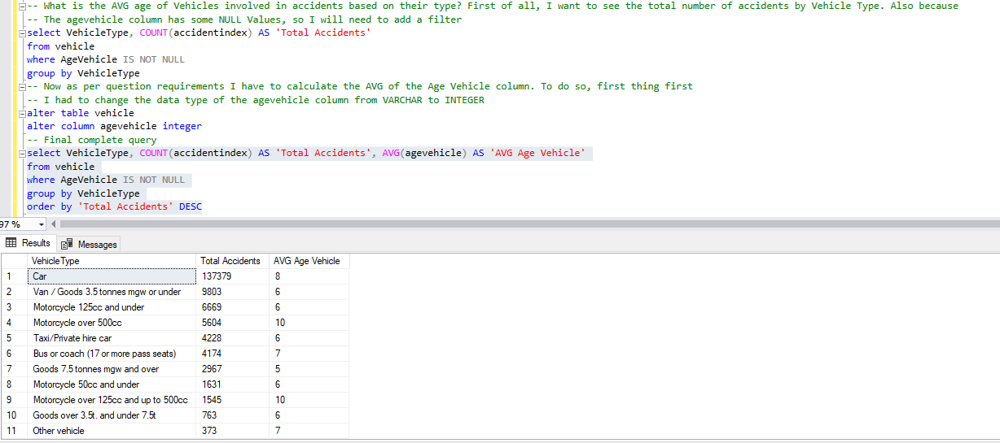 -- What is the AVG age of Vehicles involved in accidents based on their type? First of all, I want to see the total number of accidents by Vehicle Type. Also because
-- The agevehicle column has some NULL Values, so I will need to add a filter
select VehicleType, COUNT(accidentindex) AS 'Total Accidents'
from vehicle
where AgeVehicle IS NOT NULL
group by VehicleType
-- Now as per question requirements I have to calculate the AVG of the Age Vehicle column. To do so, first thing first
-- I had to change the data type of the agevehicle column from VARCHAR to INTEGER
alter table vehicle
alter column agevehicle integer
-- Final complete query
select VehicleType, COUNT(accidentindex) AS 'Total Accidents', AVG(agevehicle) AS 'AVG Age Vehicle'
from vehicle
where AgeVehicle IS NOT NULL
group by VehicleType
order by 'Total Accidents' DESC
97 %
Results Messages
VehicleType Total Accidents AVG Age Vehicle
1 Car 137379 8
2 Van / Goods 3.5 tonnes mgw or under 9803 6
3 Motorcycle 125cc and under 6669 6
4 Motorcycle over 500cc 5604 10
5 Taxi/Private hire car 4228 6
6 Bus or coach (17 or more pass seats) 4174 7
7 Goods 7.5 tonnes mgw and over 2967 5
8 Motorcycle 50cc and under 1631 6
9 Motorcycle over 125cc and up to 500cc 1545 10
10 Goods over 3.5t. and under 7.5t 763 6
11 Other vehicle 373 7